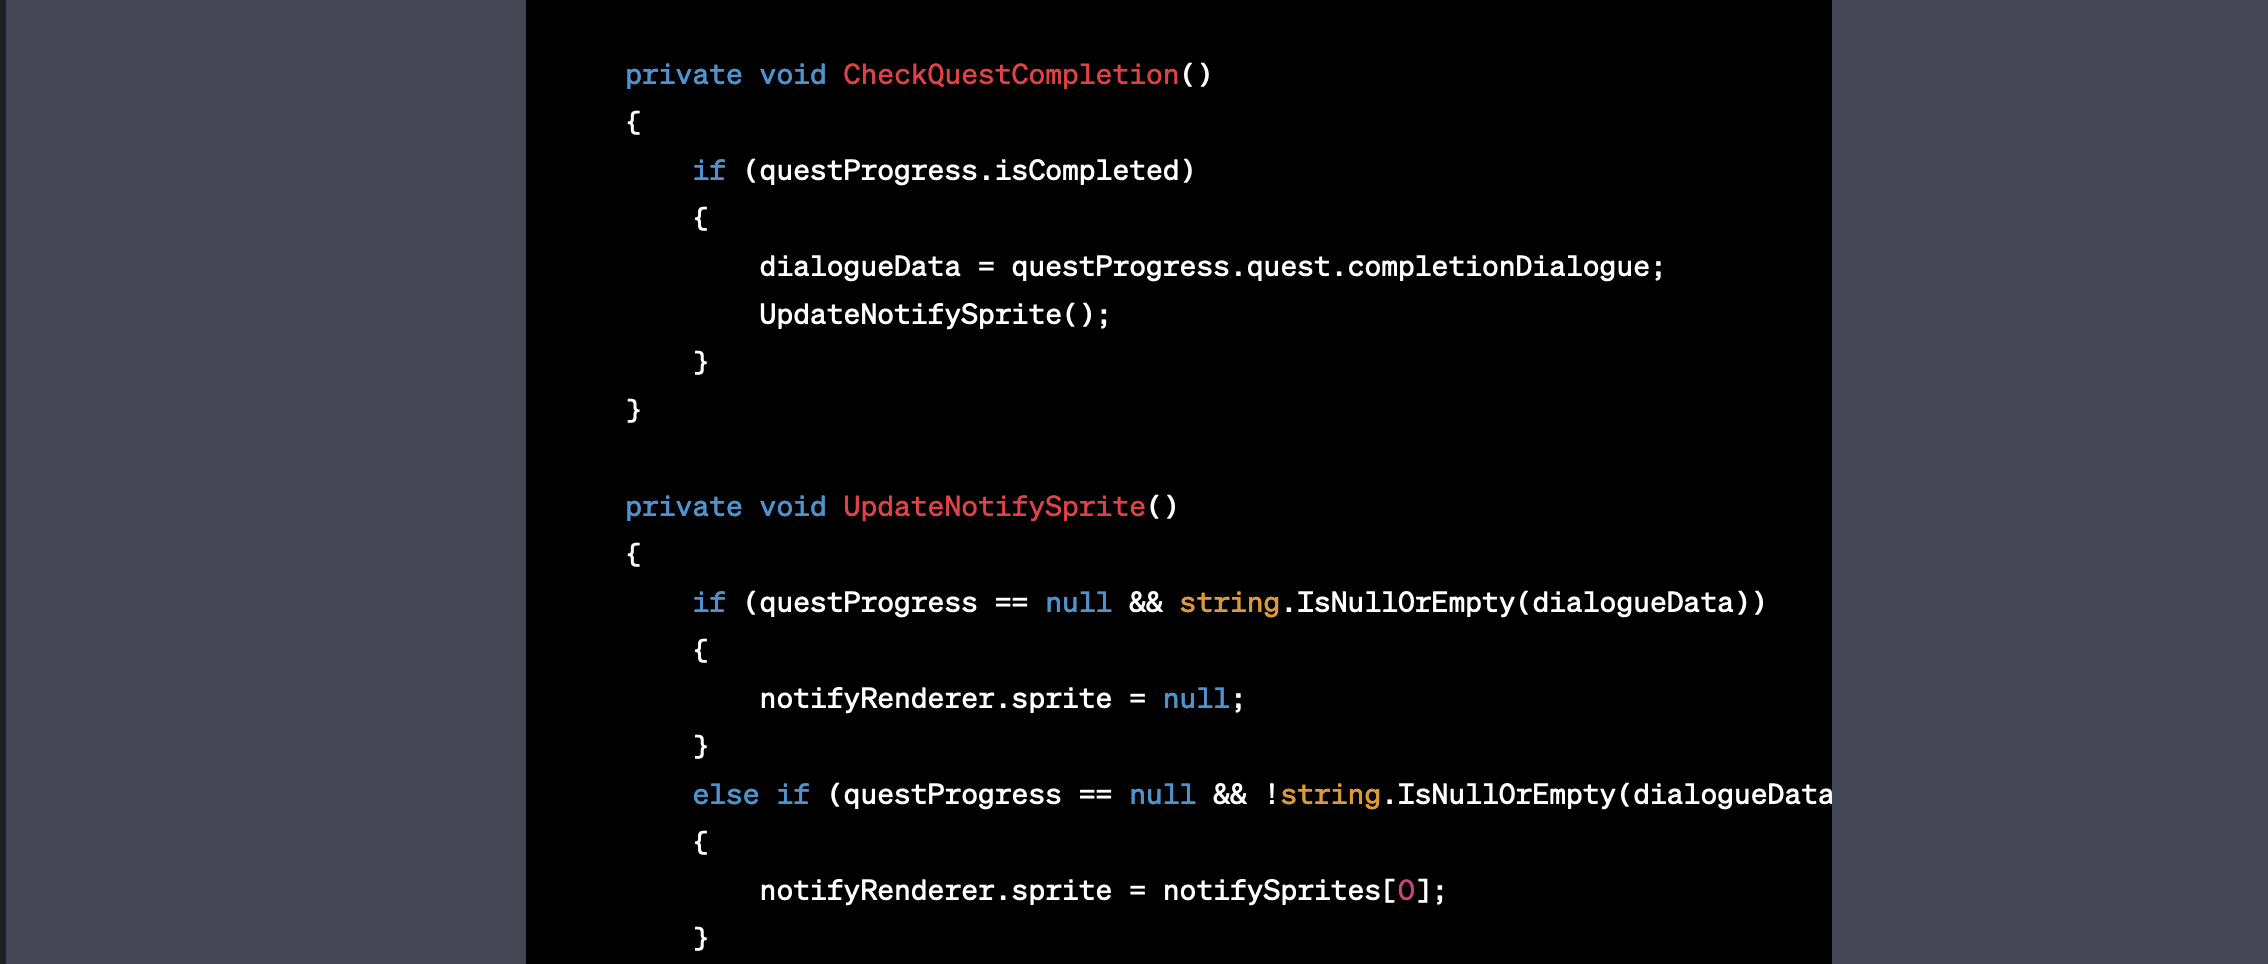 private void CheckQuestCompletion()
{
    if (questProgress.isCompleted)
    {
        dialogueData = questProgress.quest.completionDialogue;
        UpdateNotifySprite();
    }
}

private void UpdateNotifySprite()
{
    if (questProgress == null && string.IsNullOrEmpty(dialogueData))
    {
        notifyRenderer.sprite = null;
    }
    else if (questProgress == null && !string.IsNullOrEmpty(dialogueData
    {
        notifyRenderer.sprite = notifySprites[0];
    }